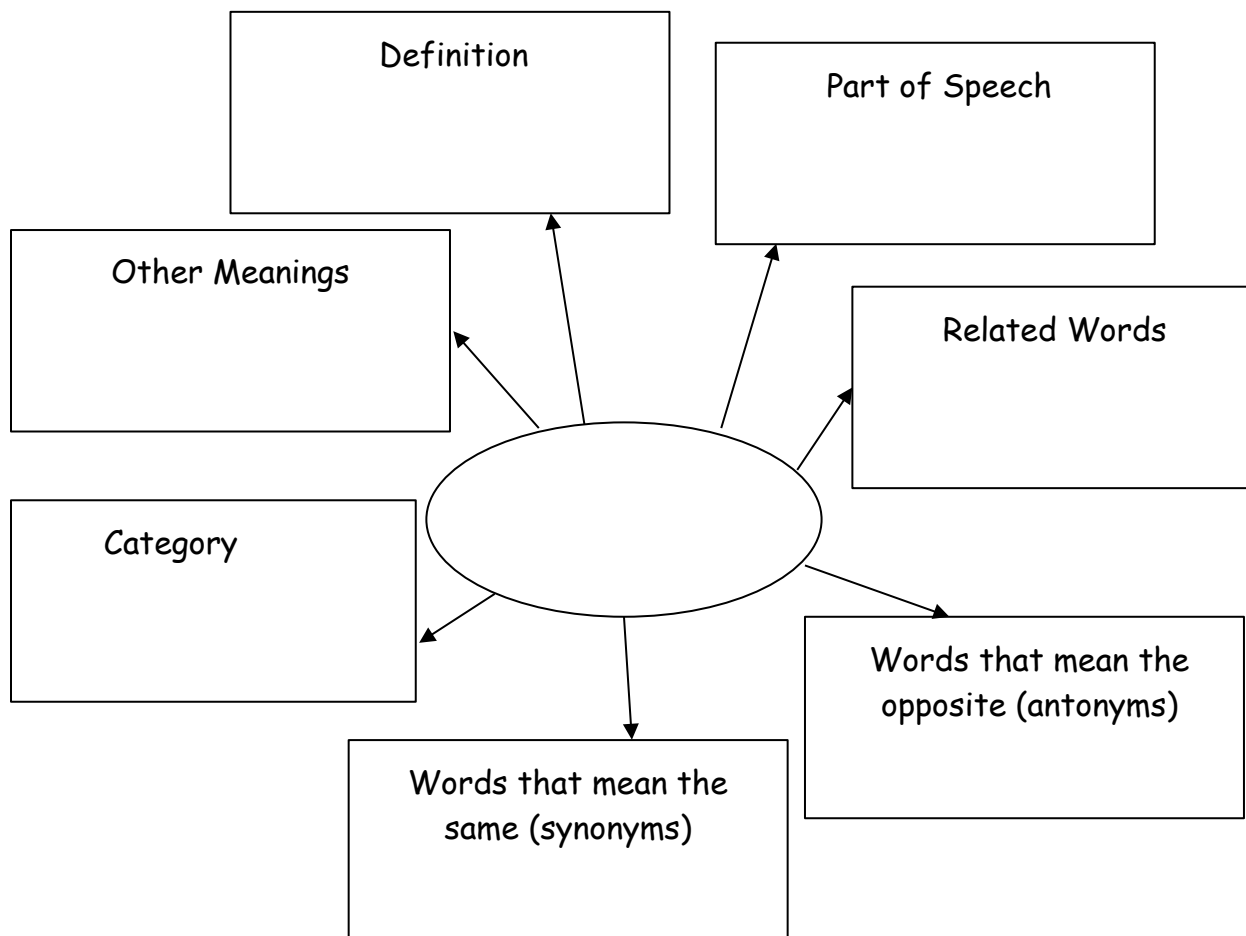 Definition
Part of Speech
Other Meanings
Related Words
Category
Words that mean the
opposite (antonyms)
Words that mean the
same (synonyms)